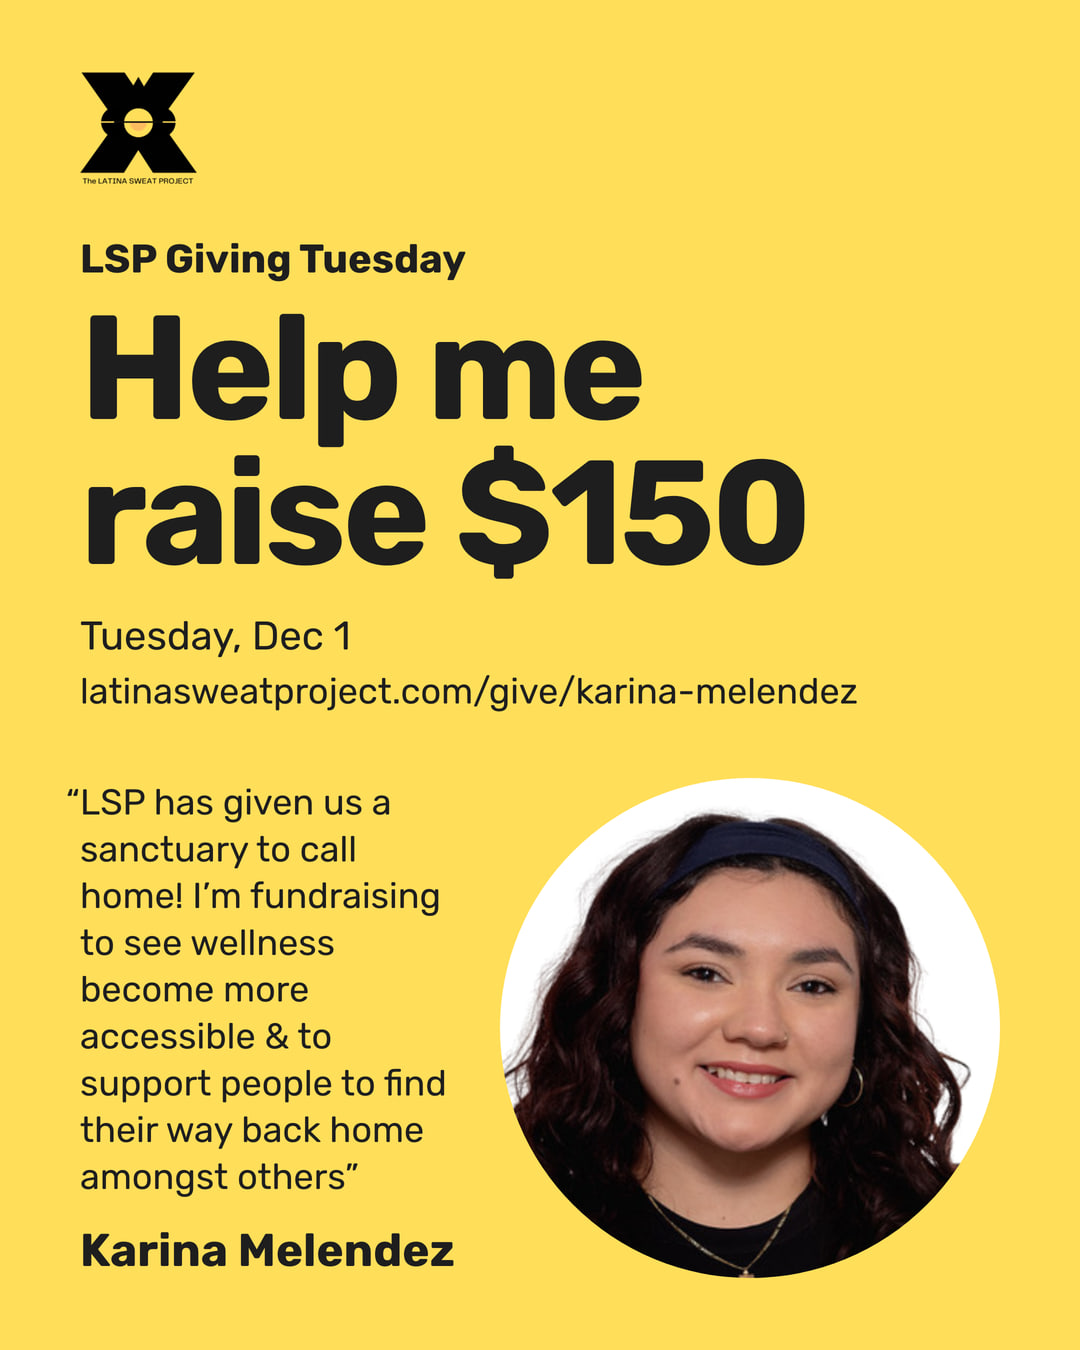 The LATINA SWEAT PROJECT
LSP Giving Tuesday
Help me
raise $150
Tuesday, Dec 1
latinasweatproject.com/give/karina-melendez
“LSP has given us a
sanctuary to call
home! I’m fundraising
to see wellness
become more
accessible & to
support people to find
their way back home
amongst others”
Karina Melendez